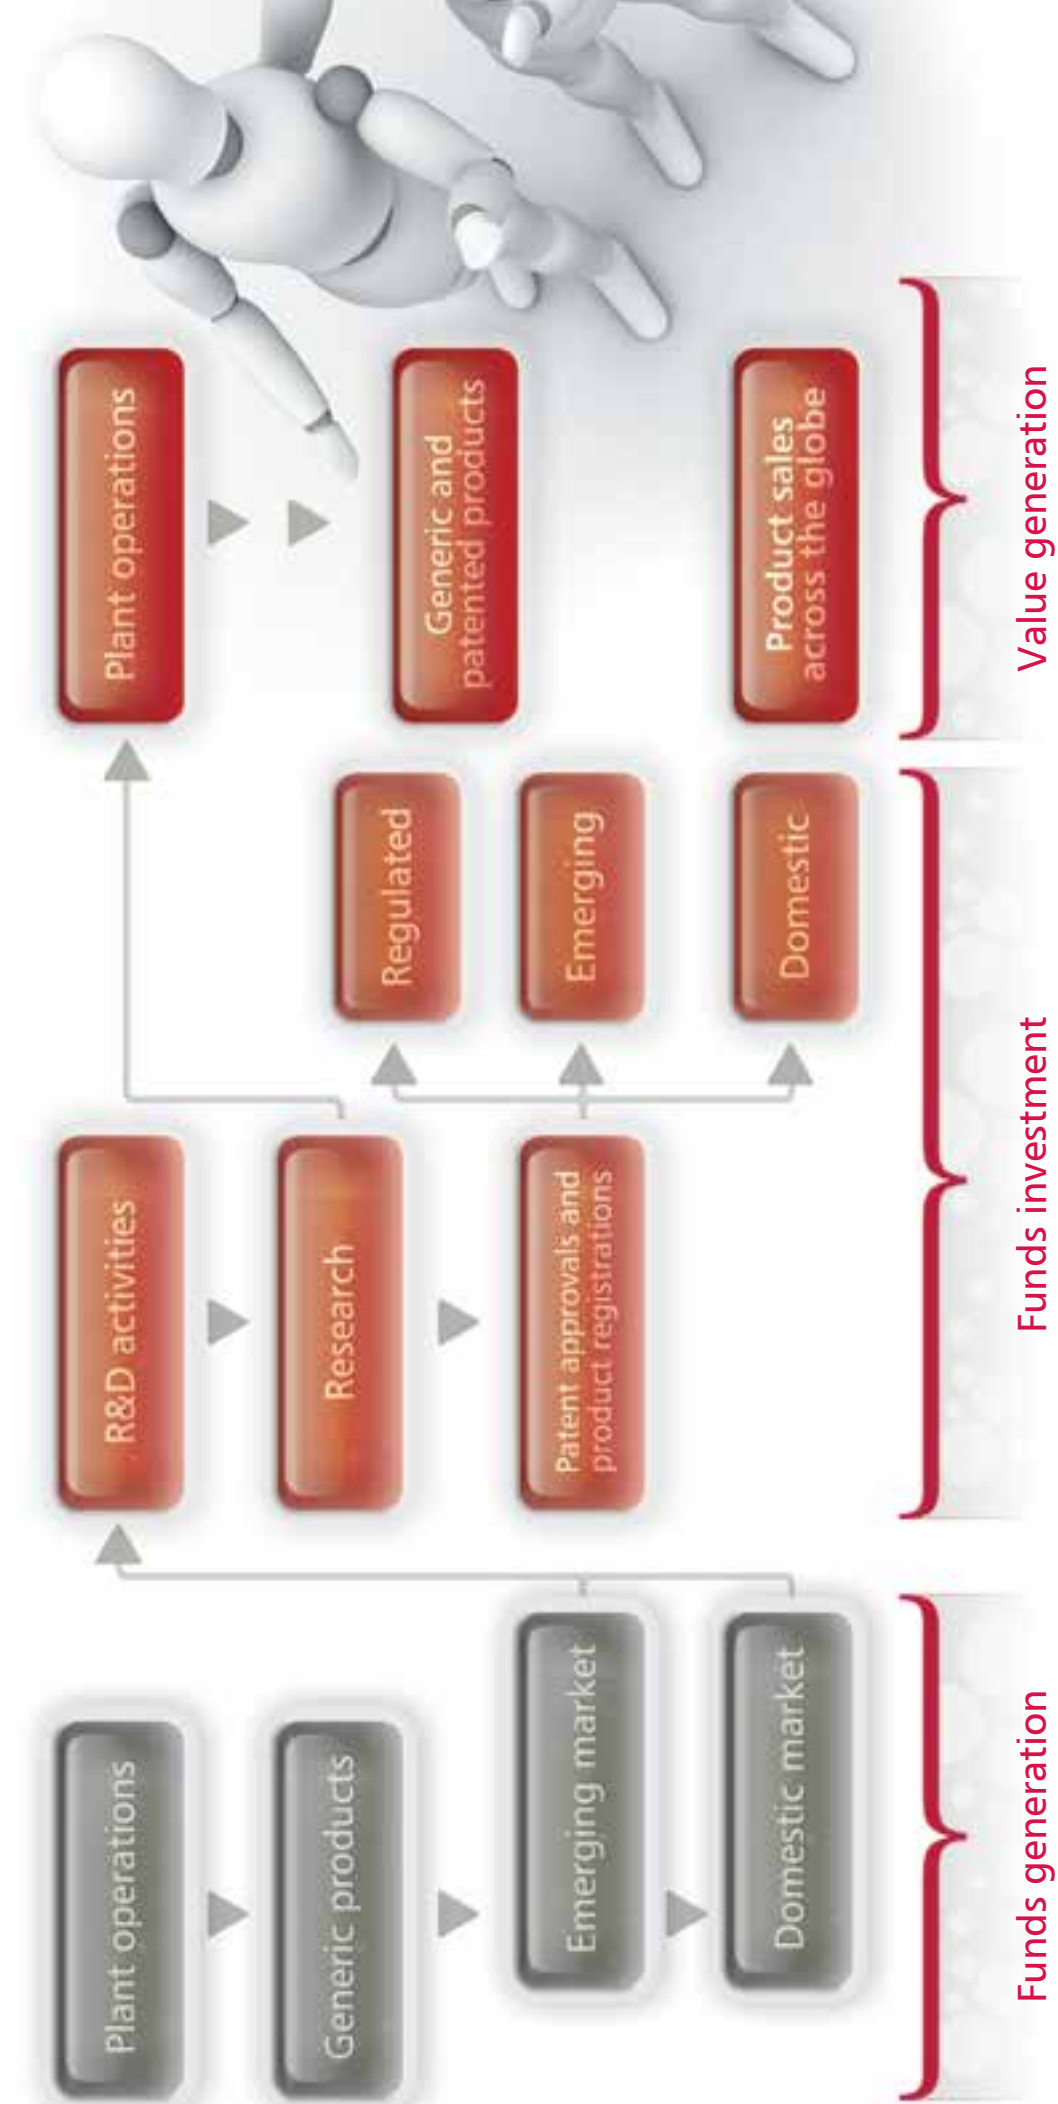 Plant operations
Generic products
Emerging market
Domestic market
Funds generation
R&D activities
Research
Patent approvals and
product registrations
Regulated
Emerging
Domestic
Funds investment
Plant operations
Generic and
patented products
Product sales
across the globe
Value generation